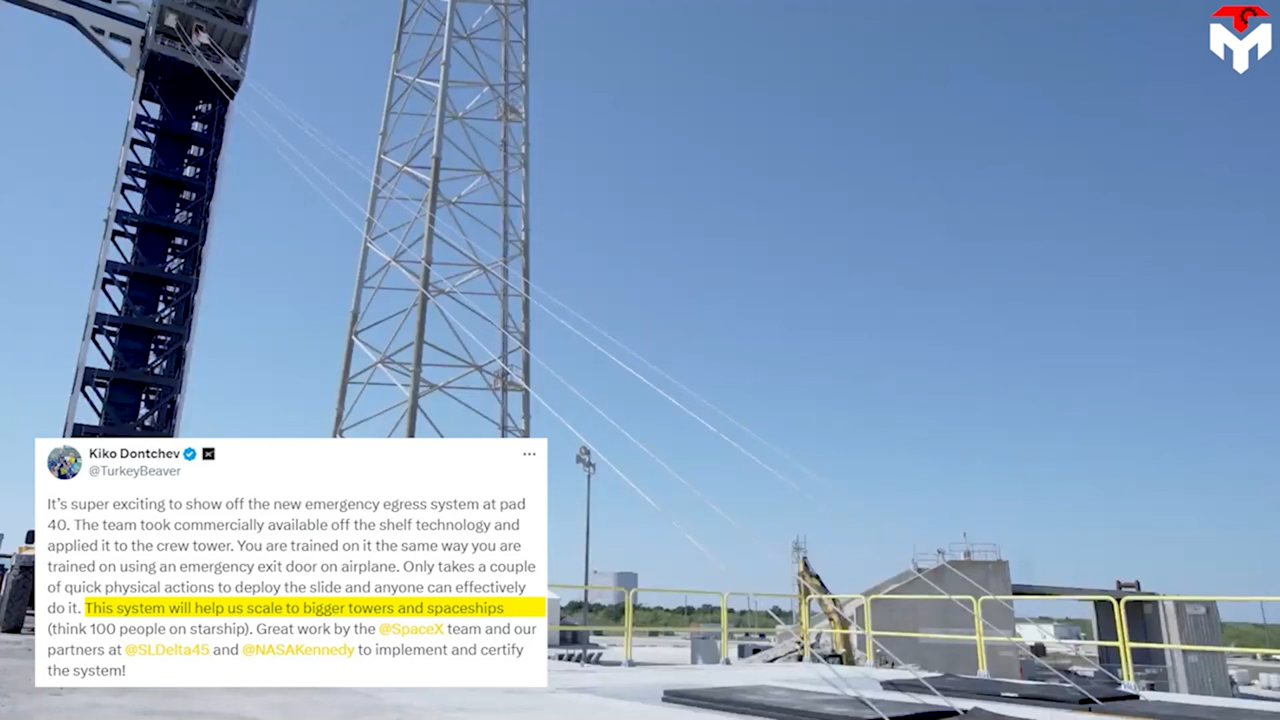 Kiko Dontchev
@TurkeyBeaver
It's super exciting to show off the new emergency egress system at pad
40. The team took commercially available off the shelf technology and
applied it to the crew tower. You are trained on it the same way you are
trained on using an emergency exit door on airplane. Only takes a couple
of quick physical actions to deploy the slide and anyone can effectively
do it. This system will help us scale to bigger towers and spaceships
(think 100 people on starship). Great work by the @SpaceX team and our
partners at @SLDelta45 and @NASAKennedy to implement and certify
the system!